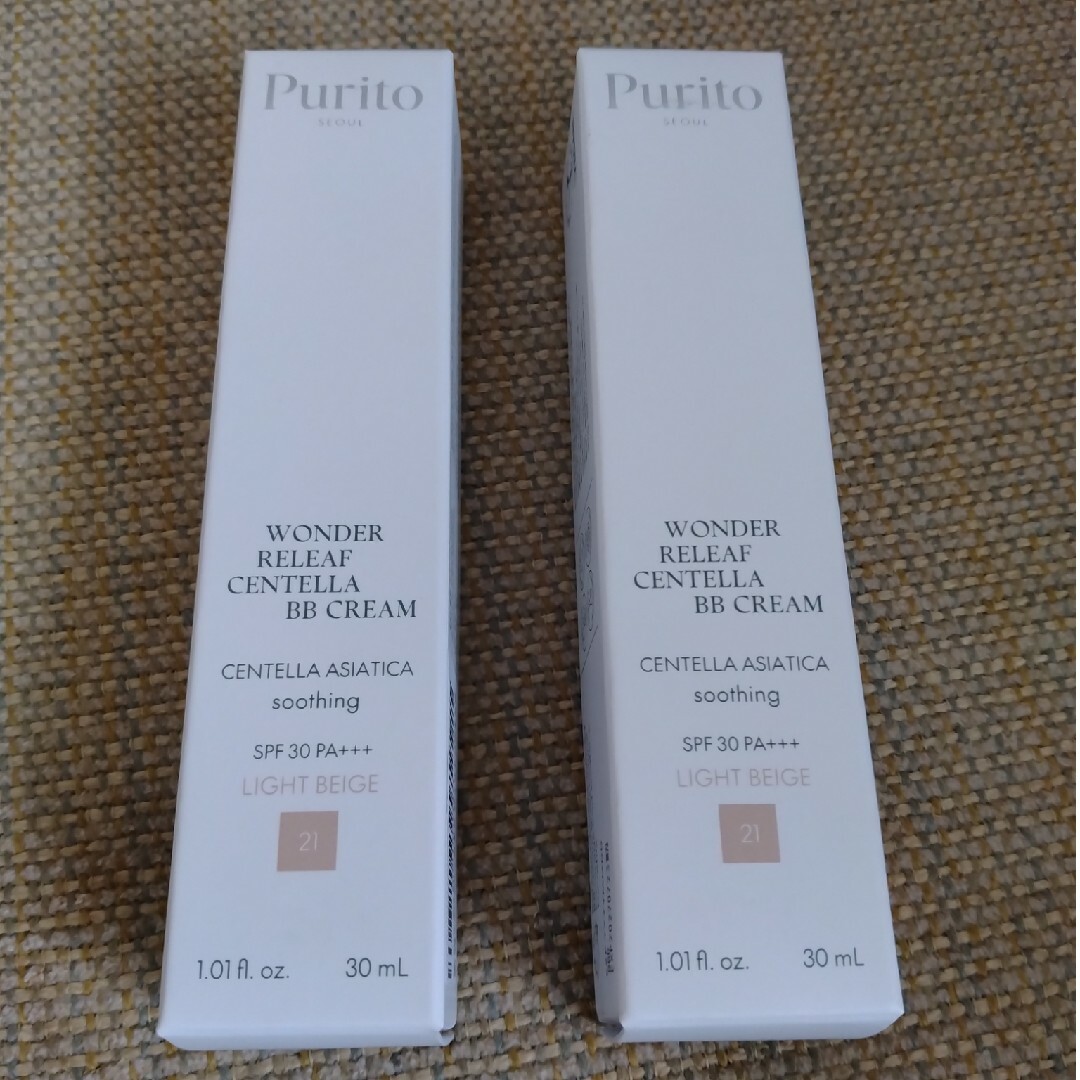 Purito
SEOUL
WONDER
RELEAF
CENTELLA
BB CREAM
CENTELLA ASIATICA
soothing
SPF 30 PA+++
LIGHT BEIGE
21
1.01 fl. oz. 30 mL
Purito
SEOUL
WONDER
RELEAF
CENTELLA
BB CREAM
CENTELLA ASIATICA
soothing
SPF 30 PA+++
LIGHT BEIGE
21
1.01 fl. oz. 30 mL